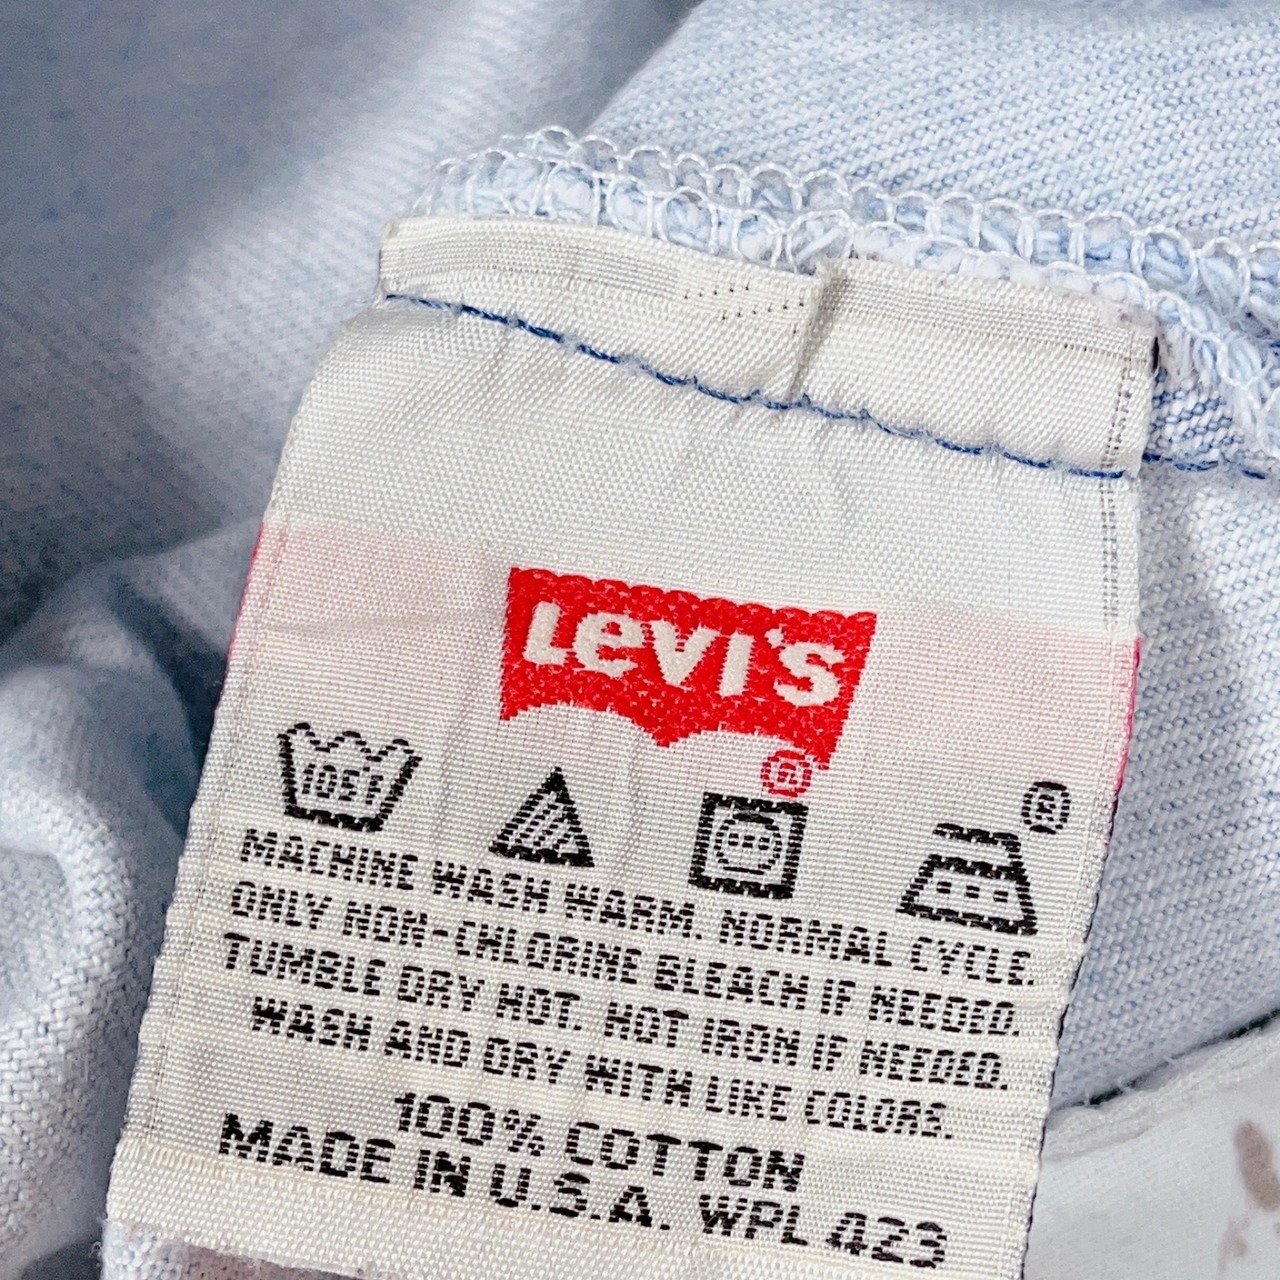 Levi's
®
105°F
®
MACHINE WASH WARM. NORMAL CYCLE.
ONLY NON-CHLORINE BLEACH IF NEEDED.
TUMBLE DRY HOT. HOT IRON IF NEEDED.
WASH AND DRY WITH LIKE COLORS.
100% COTTON
MADE IN U.S.A. WPL 423